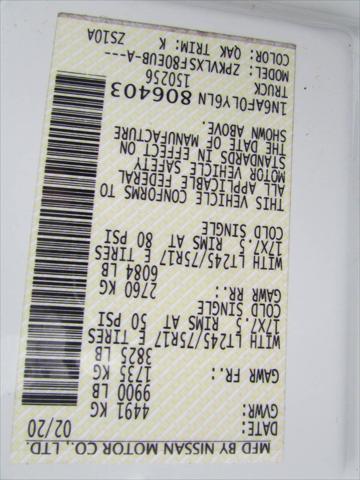 MFD BY NISSAN MOTOR CO., LTD.
DATE: 02/20
GVWR: 4491 KG
9900 LB
GAWR FR.: 1735 KG
3825 LB
WITH LT245/75R17 E TIRES
17X7.5 RIMS AT 50 PSI
COLD SINGLE
GAWR RR.: 2760 KG
6084 LB
WITH LT245/75R17 E TIRES
17X7.5 RIMS AT 80 PSI
COLD SINGLE
THIS VEHICLE CONFORMS TO
ALL APPLICABLE FEDERAL
MOTOR VEHICLE SAFETY
STANDARDS IN EFFECT ON
THE DATE OF MANUFACTURE
SHOWN ABOVE.
1N6AF0LY6LN 806403
TRUCK 150256
MODEL: ZPKVLXSF80EUB-A---
COLOR: QAK TRIM: K ZS10A